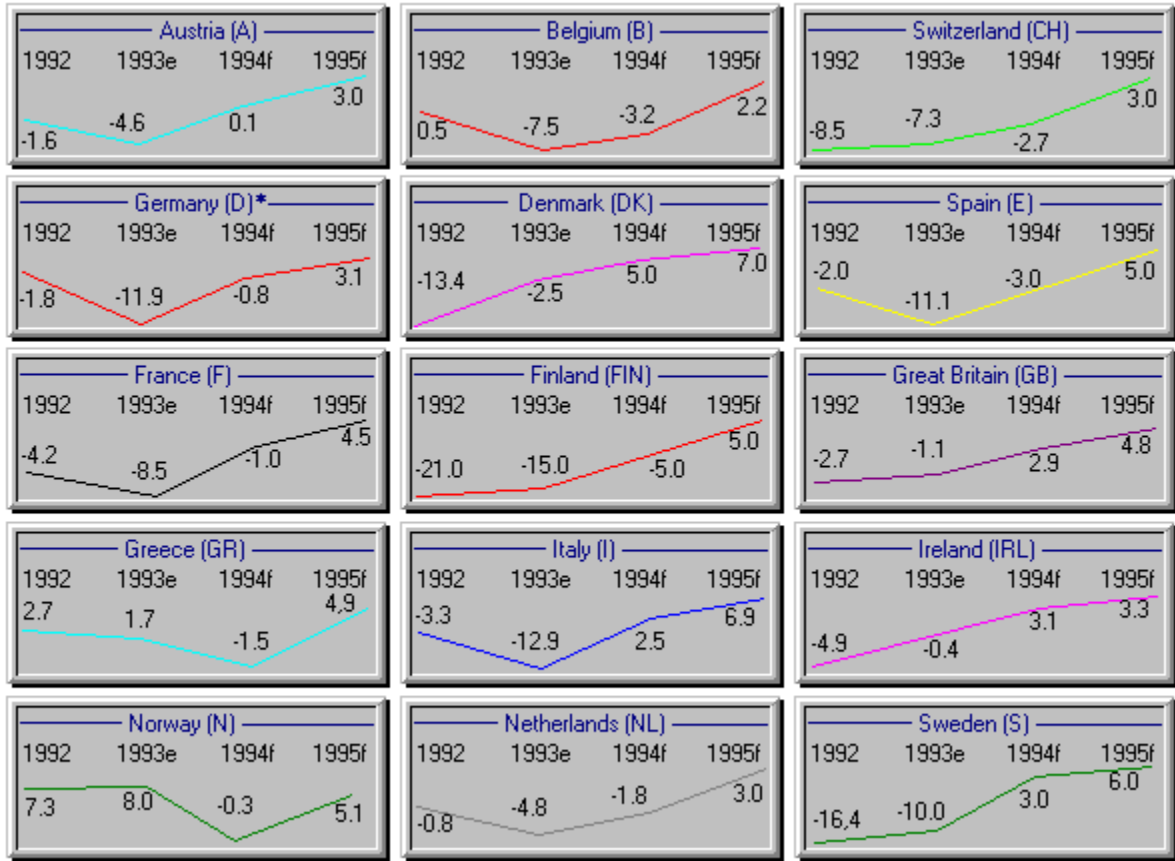 Austria (A)
1992 1993e 1994f 1995f
-1.6 -4.6 0.1 3.0
Belgium (B)
1992 1993e 1994f 1995f
0.5 -7.5 -3.2 2.2
Switzerland (CH)
1992 1993e 1994f 1995f
-8.5 -7.3 -2.7 3.0
Germany (D)*
1992 1993e 1994f 1995f
-1.8 -11.9 -0.8 3.1
Denmark (DK)
1992 1993e 1994f 1995f
-13.4 -2.5 5.0 7.0
Spain (E)
1992 1993e 1994f 1995f
-2.0 -11.1 -3.0 5.0
France (F)
1992 1993e 1994f 1995f
-4.2 -8.5 -1.0 4.5
Finland (FIN)
1992 1993e 1994f 1995f
-21.0 -15.0 -5.0 5.0
Great Britain (GB)
1992 1993e 1994f 1995f
-2.7 -1.1 2.9 4.8
Greece (GR)
1992 1993e 1994f 1995f
2.7 1.7 -1.5 4,9
Italy (I)
1992 1993e 1994f 1995f
-3.3 -12.9 2.5 6.9
Ireland (IRL)
1992 1993e 1994f 1995f
-4.9 -0.4 3.1 3.3
Norway (N)
1992 1993e 1994f 1995f
7.3 8.0 -0.3 5.1
Netherlands (NL)
1992 1993e 1994f 1995f
-0.8 -4.8 -1.8 3.0
Sweden (S)
1992 1993e 1994f 1995f
-16,4 -10.0 3.0 6.0